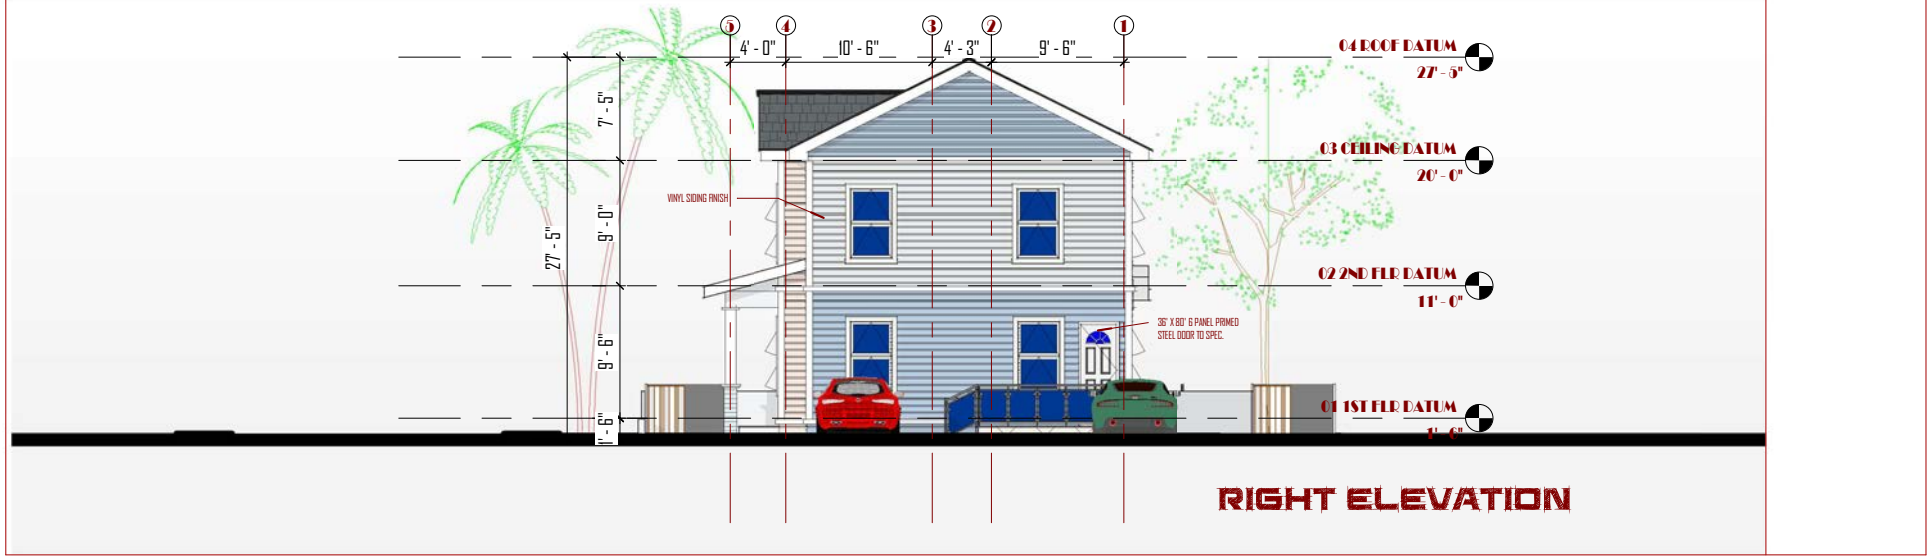 5 4 3 2 1
4' - 0" 10' - 6" 4' - 3" 9' - 6"
04 ROOF DATUM
27' - 5"
7' - 5"
03 CEILING DATUM
20' - 0"
VINYL SIDING FINISH
9' - 0"
27' - 5"
02 2ND FLR DATUM
11' - 0"
36" X 80" 6 PANEL PRIMED
STEEL DOOR TO SPEC.
9' - 6"
01 1ST FLR DATUM
1' - 6"
1' - 6"
RIGHT ELEVATION